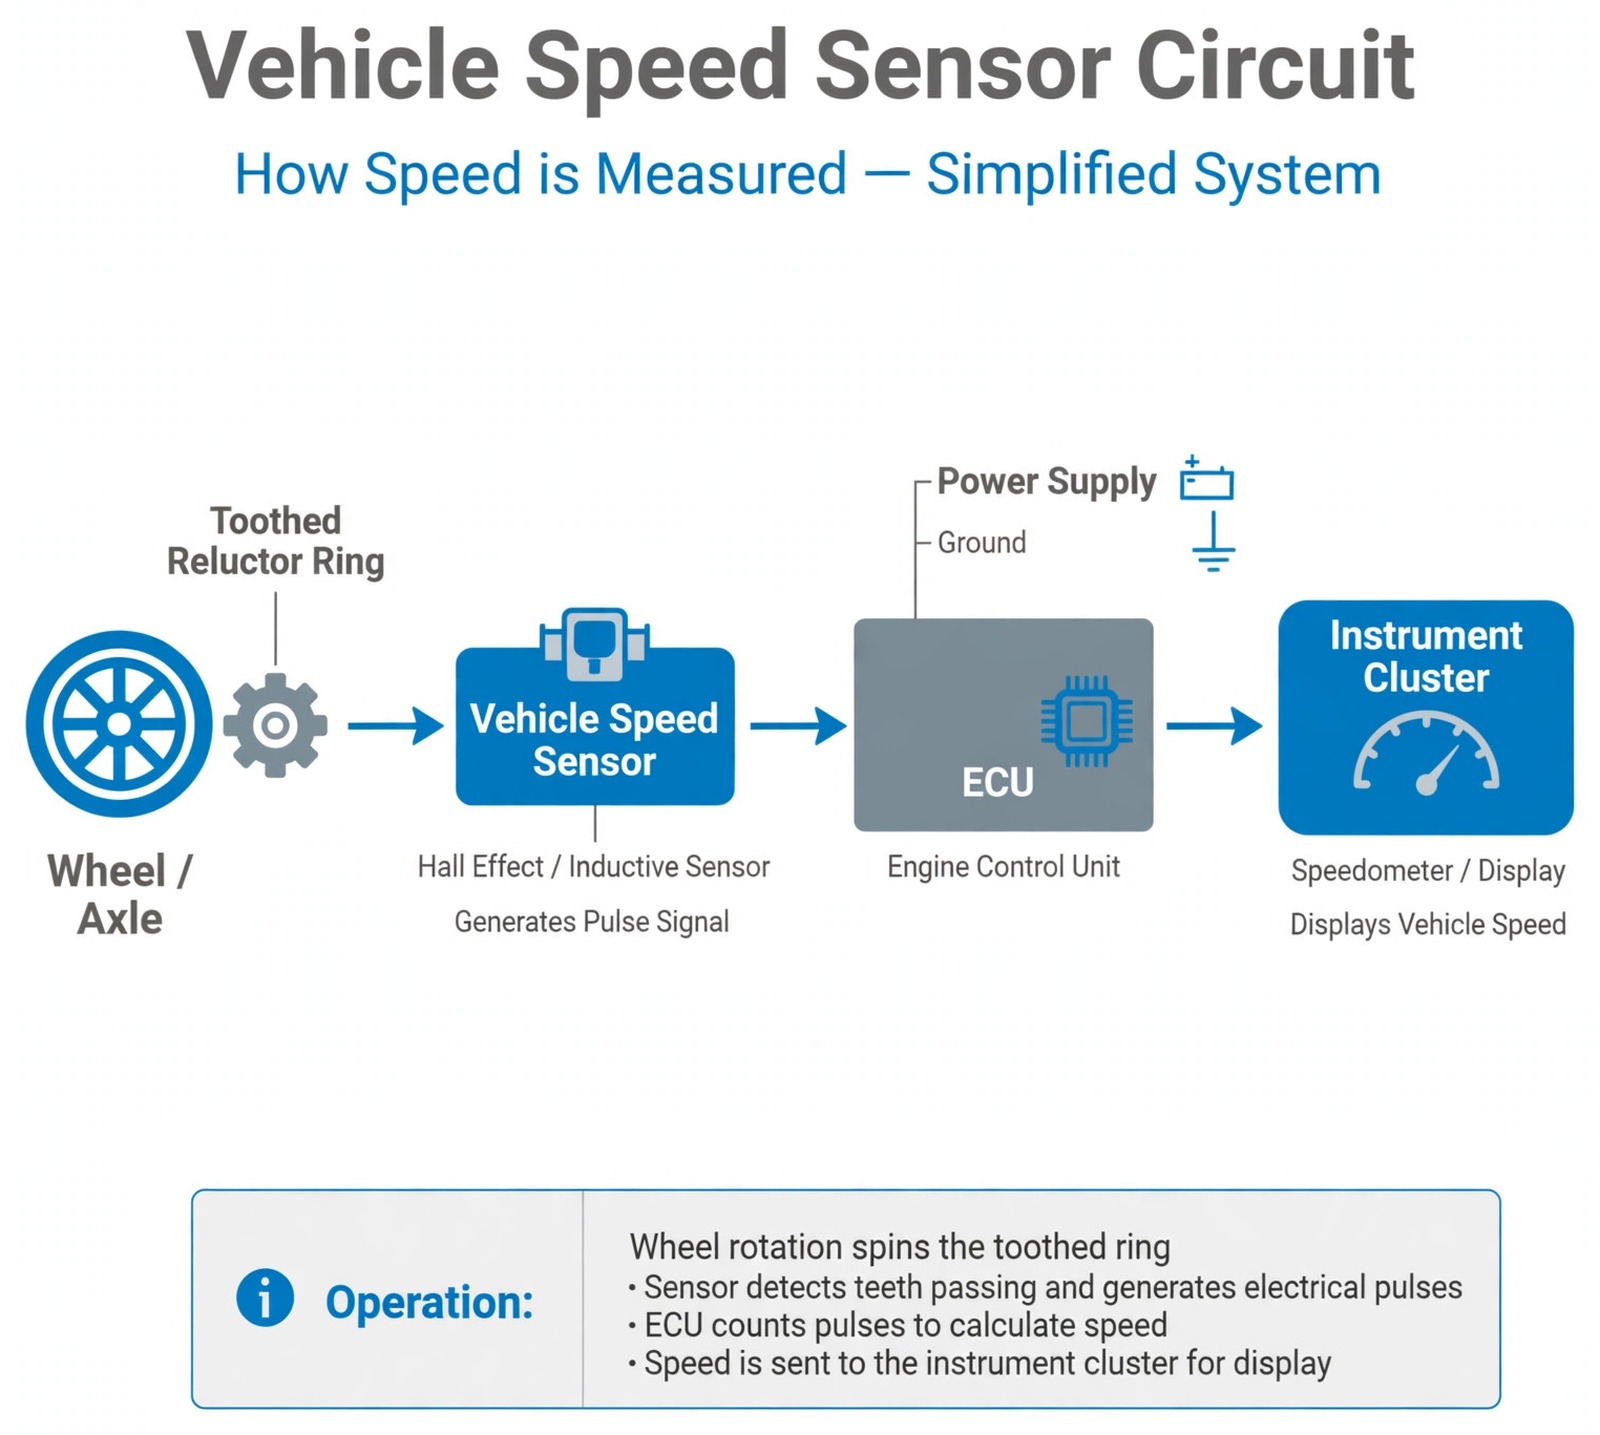 Vehicle Speed Sensor Circuit
How Speed is Measured — Simplified System
Power Supply
Ground
Toothed
Reluctor Ring
Vehicle Speed
Sensor
ECU
Instrument
Cluster
Wheel /
Axle
Hall Effect / Inductive Sensor
Generates Pulse Signal
Engine Control Unit
Speedometer / Display
Displays Vehicle Speed
Operation:
Wheel rotation spins the toothed ring
• Sensor detects teeth passing and generates electrical pulses
• ECU counts pulses to calculate speed
• Speed is sent to the instrument cluster for display